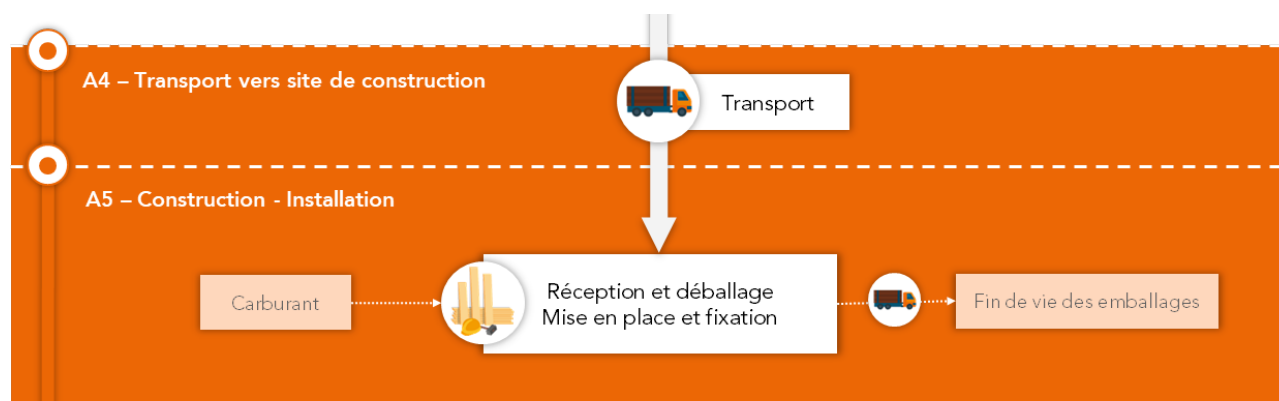 A4 – Transport vers site de construction
Transport
A5 – Construction - Installation
Carburant
Réception et déballage
Mise en place et fixation
Fin de vie des emballages